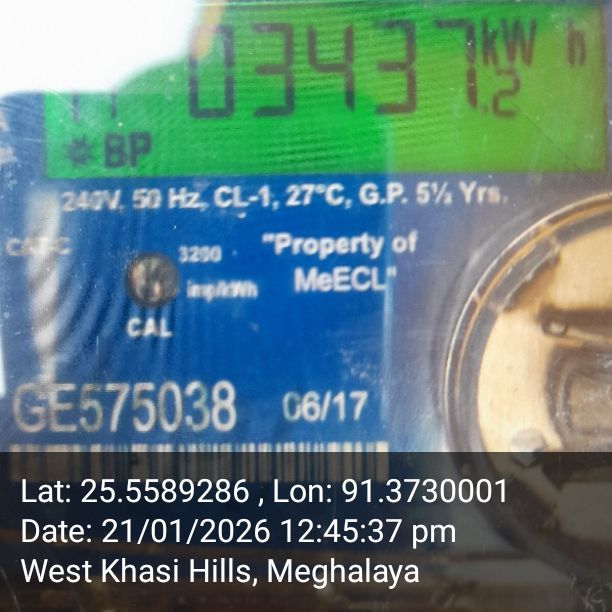 03437.2 kW h
* BP
240V, 50 Hz, CL-1, 27°C, G.P. 5½ Yrs.
CAT-C
3200 imp/kWh
CAL
"Property of
MeECL"
GE575038 06/17
Lat: 25.5589286 , Lon: 91.3730001
Date: 21/01/2026 12:45:37 pm
West Khasi Hills, Meghalaya